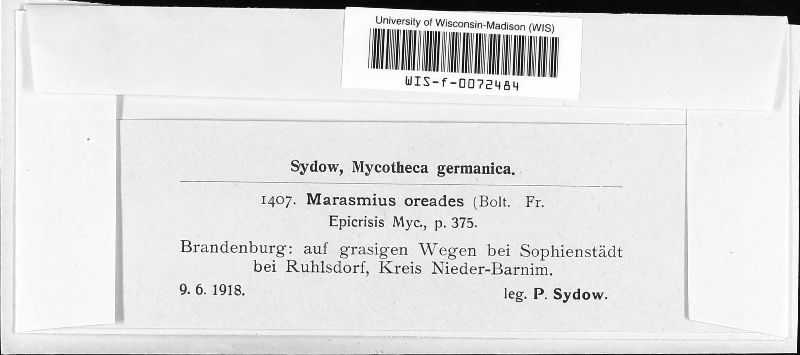 University of Wisconsin-Madison (WIS)
WIS-f-0072484
Sydow, Mycotheca germanica.
1407. Marasmius oreades (Bolt. Fr.
Epicrisis Myc., p. 375.
Brandenburg: auf grasigen Wegen bei Sophienstädt
bei Ruhlsdorf, Kreis Nieder-Barnim.
9. 6. 1918. leg. P. Sydow.